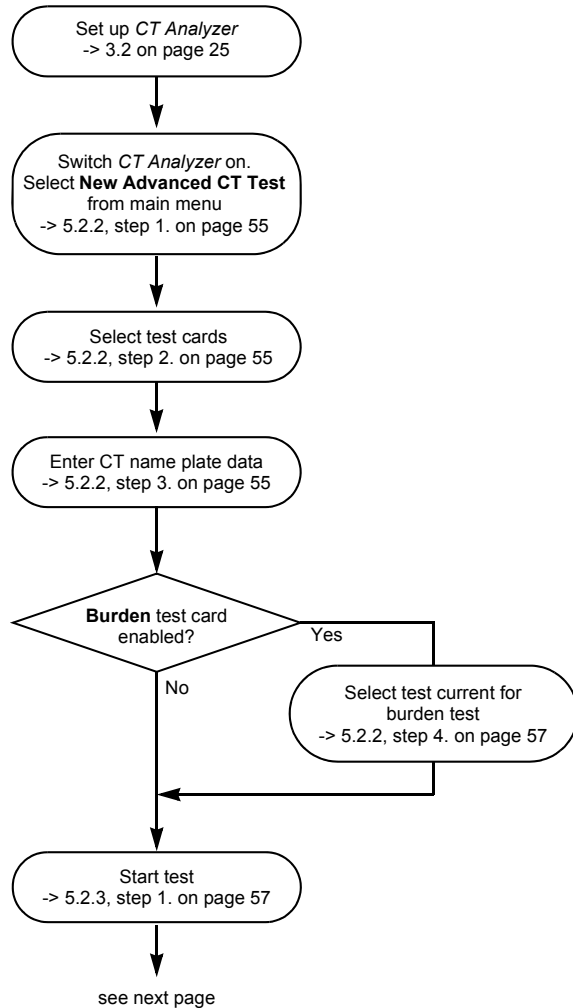 Set up CT Analyzer
-> 3.2 on page 25
Switch CT Analyzer on.
Select New Advanced CT Test
from main menu
-> 5.2.2, step 1. on page 55
Select test cards
-> 5.2.2, step 2. on page 55
Enter CT name plate data
-> 5.2.2, step 3. on page 55
Burden test card
enabled?
Yes
No
Select test current for
burden test
-> 5.2.2, step 4. on page 57
Start test
-> 5.2.3, step 1. on page 57
see next page